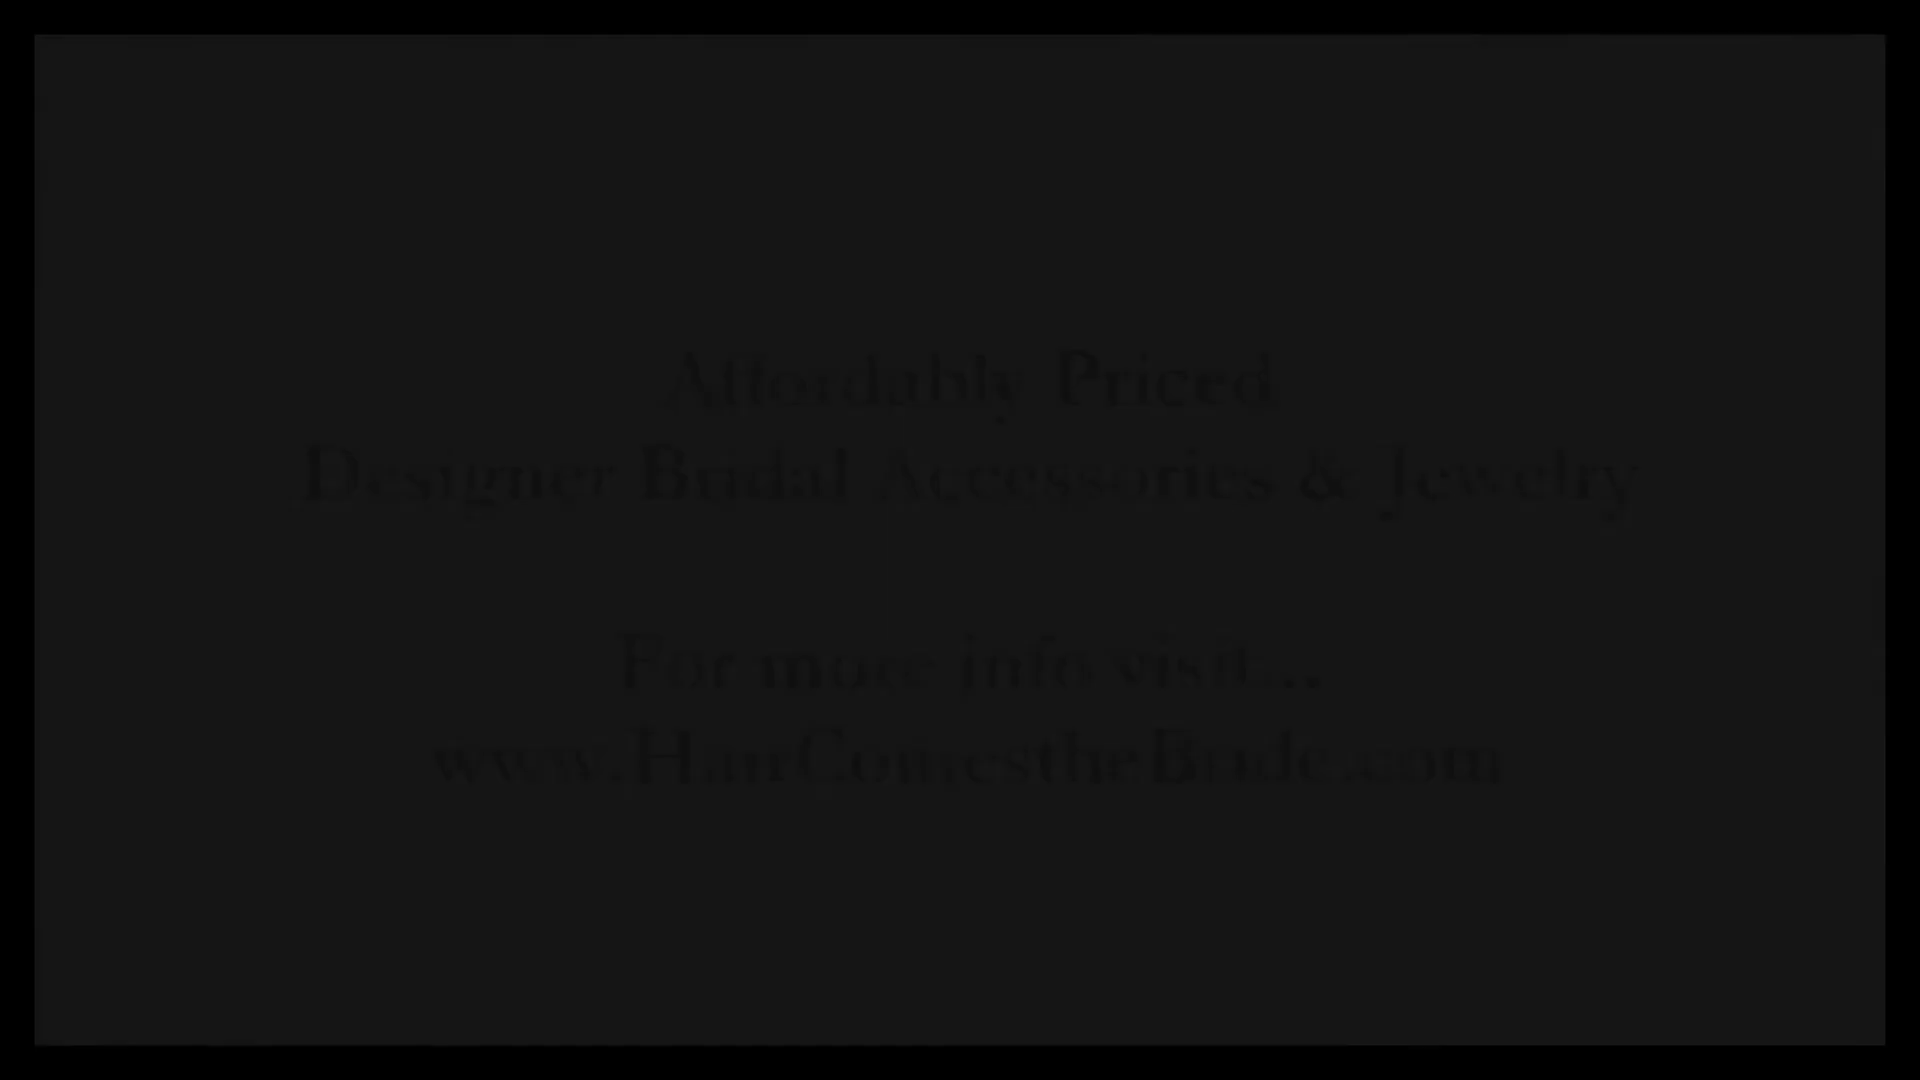 Affordably Priced
Designer Bridal Accessories & Jewelry
For more info visit...
www.HairComestheBride.com